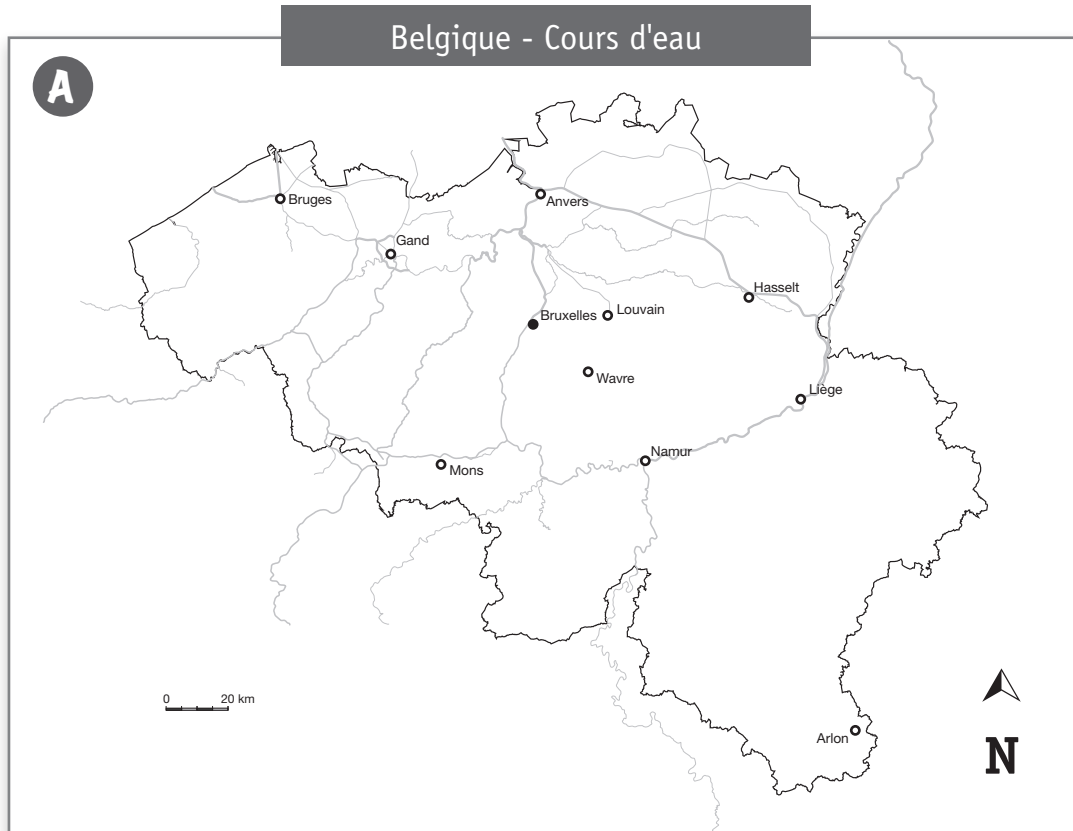 Belgique - Cours d'eau
A
Bruges
Anvers
Gand
Hasselt
Bruxelles
Louvain
Wavre
Liège
Namur
Mons
0 20 km
Arlon
N